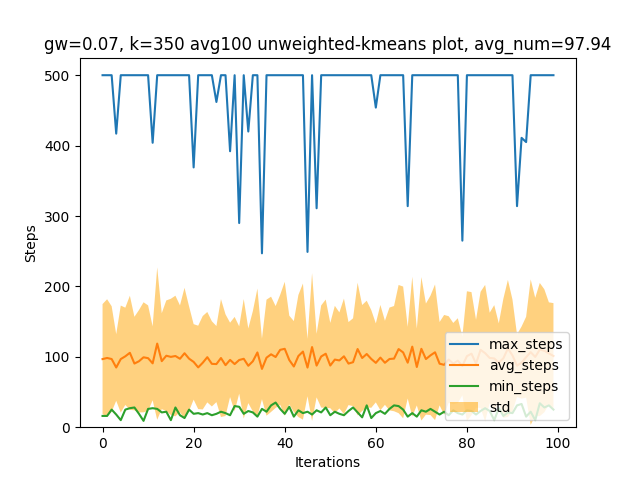 gw=0.07, k=350 avg100 unweighted-kmeans plot, avg_num=97.94
500
400
300
200
100
0
Steps
max_steps
avg_steps
min_steps
std
0 20 40 60 80 100
Iterations